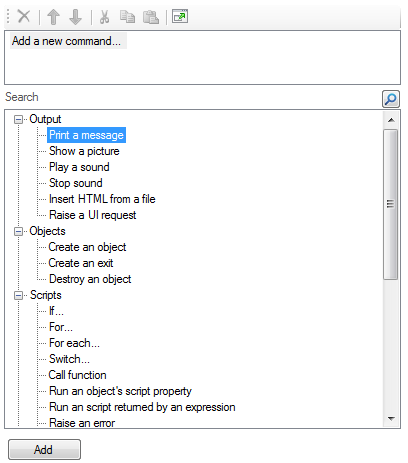 Add a new command...
Search
Output
Print a message
Show a picture
Play a sound
Stop sound
Insert HTML from a file
Raise a UI request
Objects
Create an object
Create an exit
Destroy an object
Scripts
If...
For...
For each...
Switch...
Call function
Run an object's script property
Run an script returned by an expression
Raise an error
Add